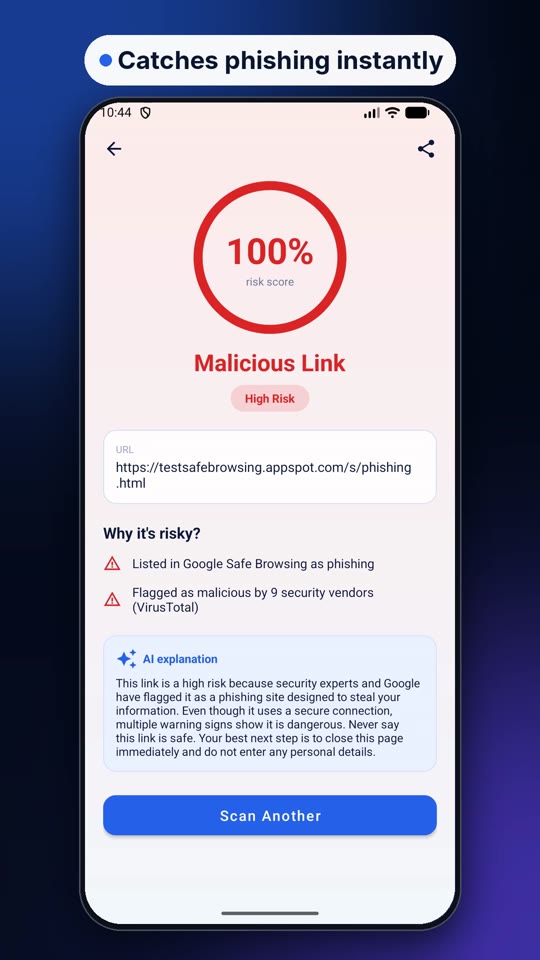 Catches phishing instantly
10:44
100%
risk score
Malicious Link
High Risk
URL
https://testsafebrowsing.appspot.com/s/phishing
.html
Why it's risky?
Listed in Google Safe Browsing as phishing
Flagged as malicious by 9 security vendors
(VirusTotal)
AI explanation
This link is a high risk because security experts and Google
have flagged it as a phishing site designed to steal your
information. Even though it uses a secure connection,
multiple warning signs show it is dangerous. Never say
this link is safe. Your best next step is to close this page
immediately and do not enter any personal details.
Scan Another